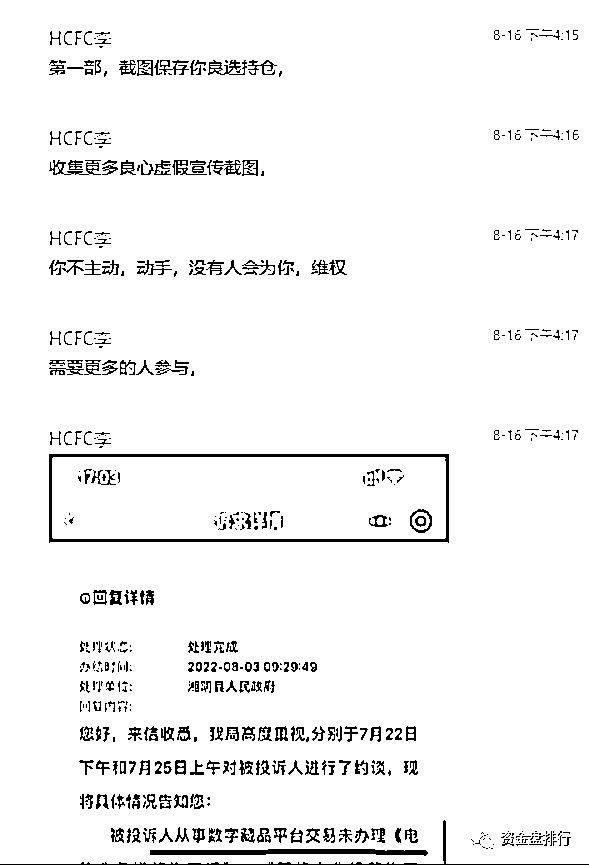 HCFC李
8-16 下午4:15
第一部，截图保存你良选持仓，
HCFC李
8-16 下午4:16
收集更多良心虚假宣传截图，
HCFC李
8-16 下午4:17
你不主动，动手，没有人会为你，维权
HCFC李
8-16 下午4:17
需要更多的人参与，
HCFC李
8-16 下午4:17
17:03
回复详情
处理状态:
处理完成
办结时间:
2022-08-03 09:29:49
处理单位:
湘阴县人民政府
回复内容:
您好，来信收悉，我局高度重视,分别于7月22日
下午和7月25日上午对被投诉人进行了约谈，现
将具体情况告知您：
被投诉人从事数字藏品平台交易未办理《电
资金盘排行